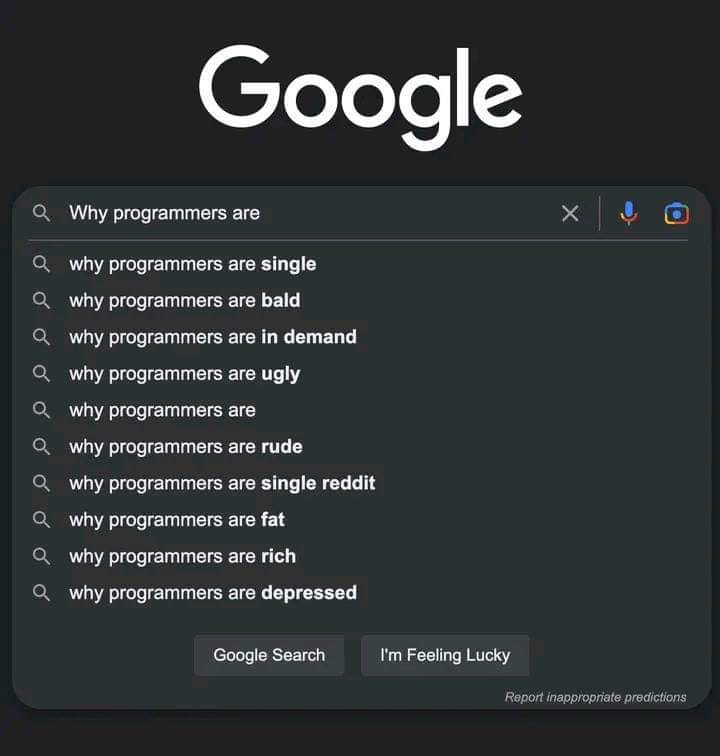 Google
Why programmers are
why programmers are single
why programmers are bald
why programmers are in demand
why programmers are ugly
why programmers are
why programmers are rude
why programmers are single reddit
why programmers are fat
why programmers are rich
why programmers are depressed
Google Search I'm Feeling Lucky
Report inappropriate predictions